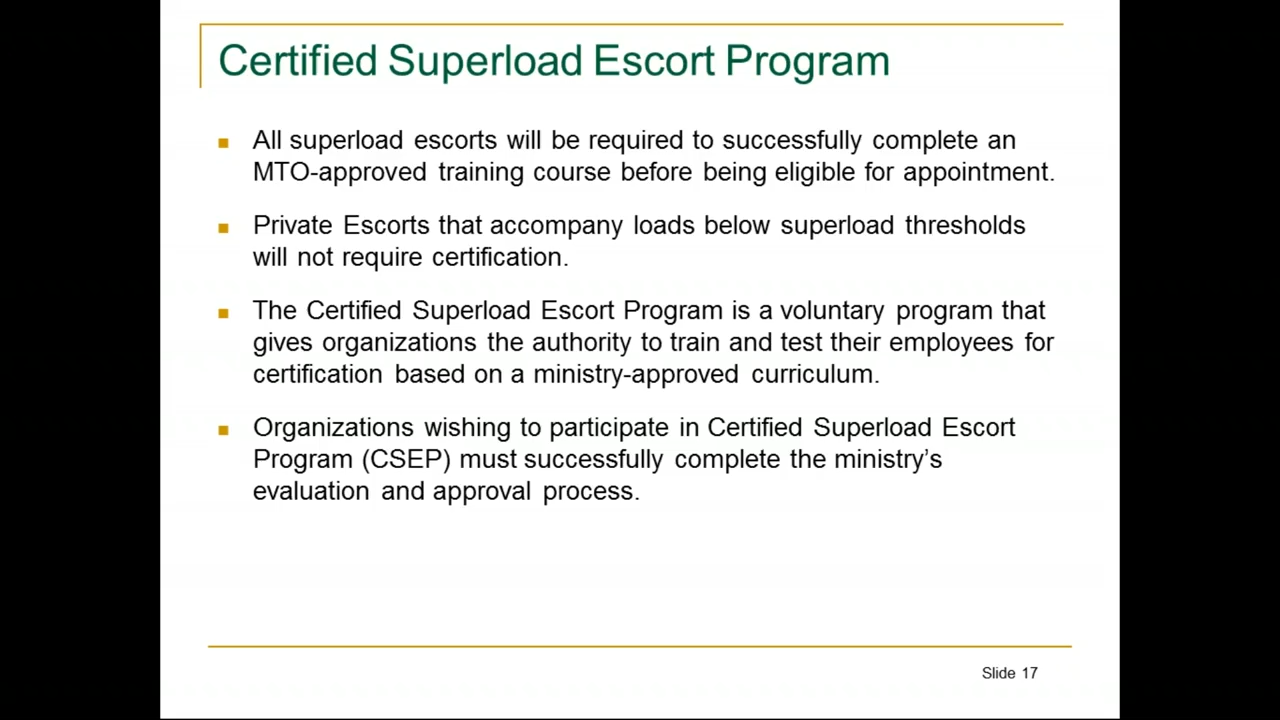 Certified Superload Escort Program
All superload escorts will be required to successfully complete an
MTO-approved training course before being eligible for appointment.
Private Escorts that accompany loads below superload thresholds
will not require certification.
The Certified Superload Escort Program is a voluntary program that
gives organizations the authority to train and test their employees for
certification based on a ministry-approved curriculum.
Organizations wishing to participate in Certified Superload Escort
Program (CSEP) must successfully complete the ministry’s
evaluation and approval process.
Slide 17